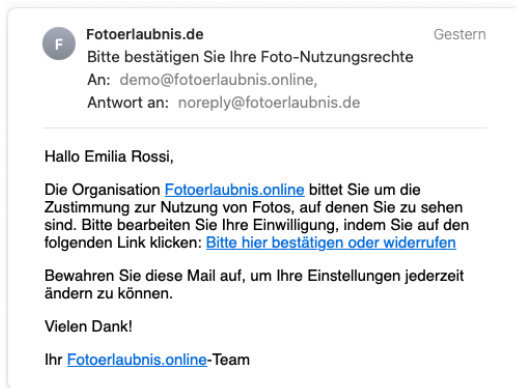 F
Fotoerlaubnis.de
Gestern
Bitte bestätigen Sie Ihre Foto-Nutzungsrechte
An: demo@fotoerlaubnis.online,
Antwort an: noreply@fotoerlaubnis.de
Hallo Emilia Rossi,
Die Organisation Fotoerlaubnis.online bittet Sie um die
Zustimmung zur Nutzung von Fotos, auf denen Sie zu sehen
sind. Bitte bearbeiten Sie Ihre Einwilligung, indem Sie auf den
folgenden Link klicken: Bitte hier bestätigen oder widerrufen
Bewahren Sie diese Mail auf, um Ihre Einstellungen jederzeit
ändern zu können.
Vielen Dank!
Ihr Fotoerlaubnis.online-Team